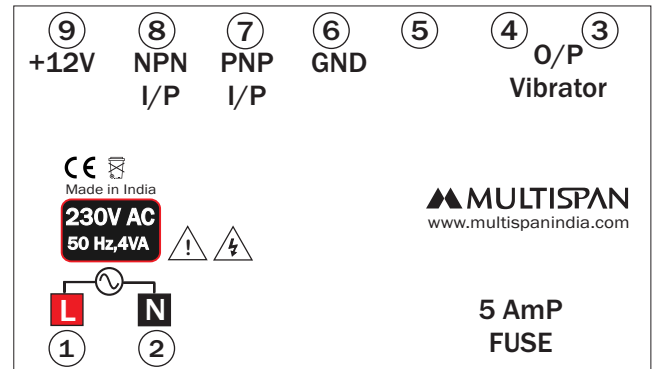 9 8 7 6 5 4 3
+12V NPN PNP GND O/P
I/P I/P Vibrator
CE
Made in India
230V AC
50 Hz,4VA
MULTISPAN
www.multispanindia.com
L N
1 2
5 AmP
FUSE